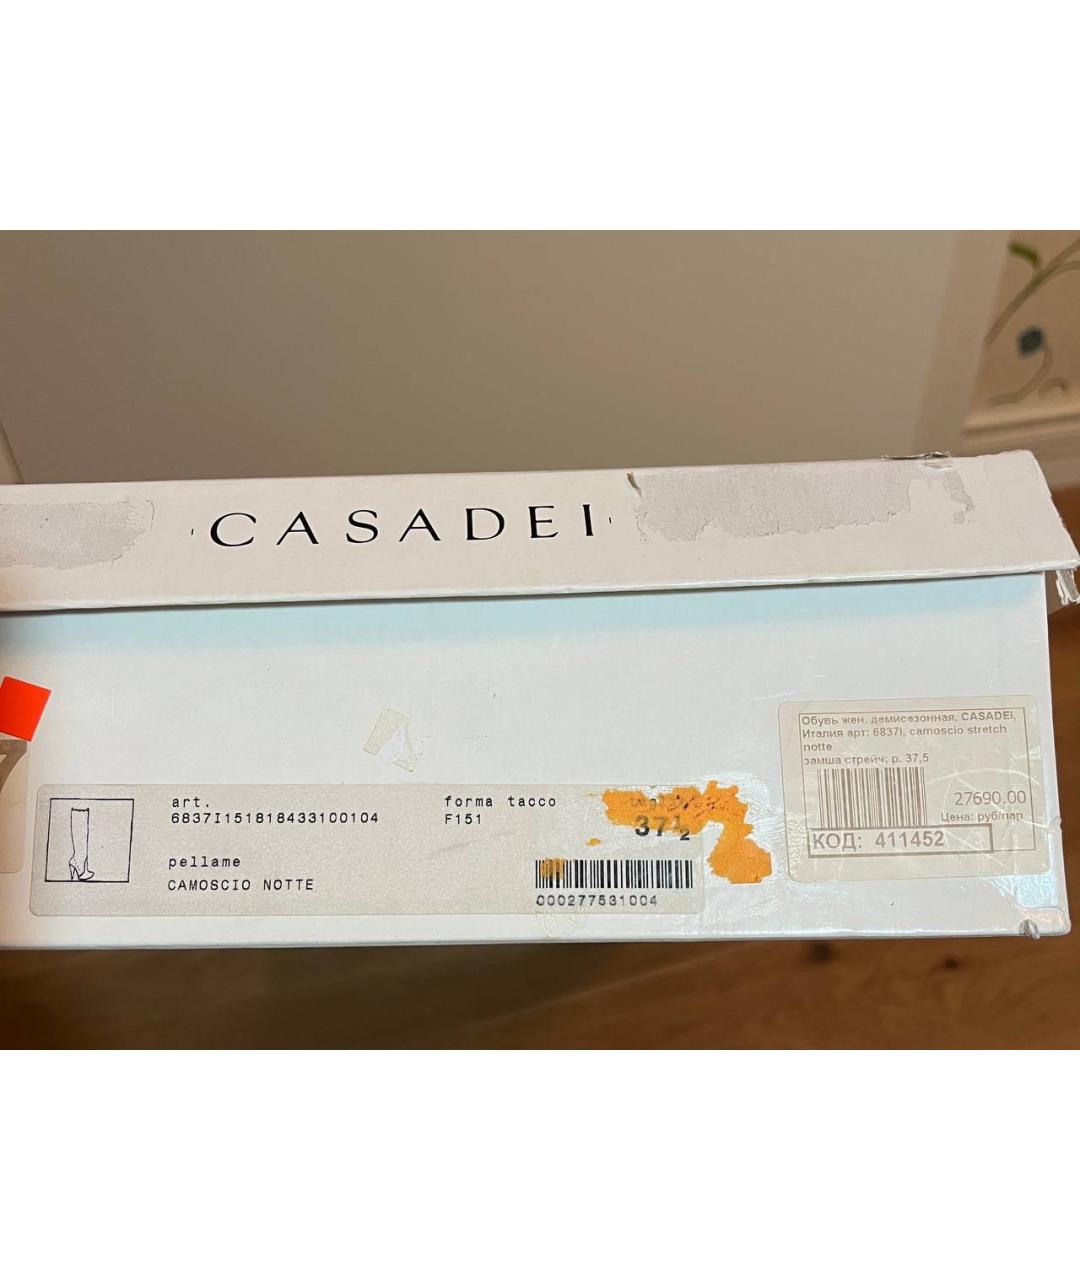 CASADEI
7
art.
6837I151818433100104
forma tacco
F151
37½
pellame
CAMOSCIO NOTTE
000277531004
Обувь жен. демисезонная, CASADEI,
Италия арт: 6837I, camoscio stretch
notte
замша стрейч; р. 37,5
27690.00
Цена: руб/пар
КОД: 411452